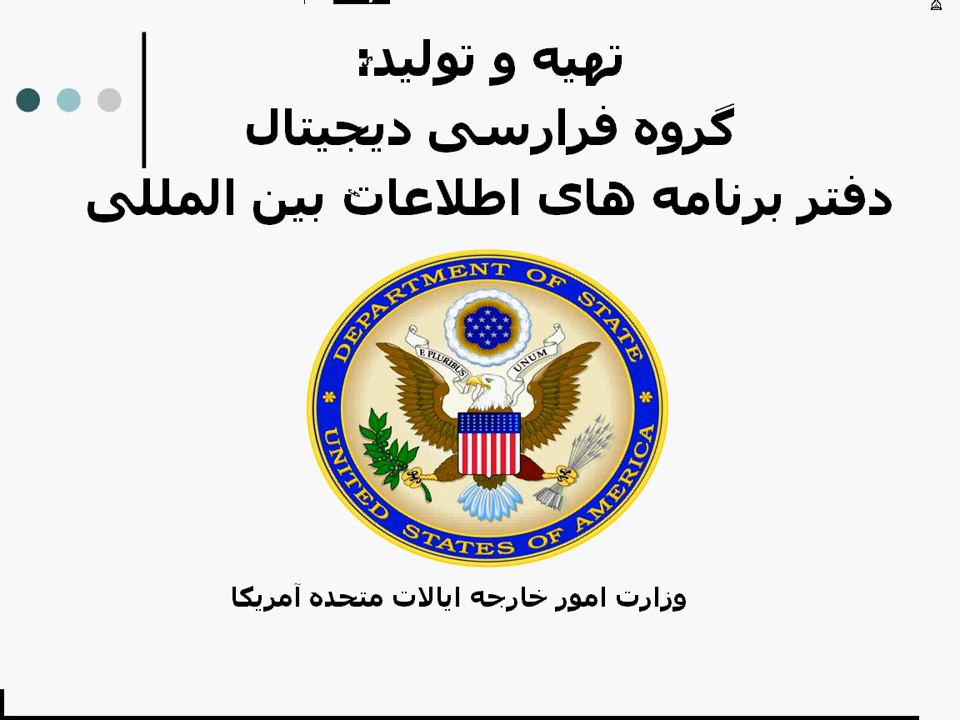 تهیه و تولید:
گروه فرارسی دیجیتال
دفتر برنامه های اطلاعات بین المللی
DEPARTMENT OF STATE
E PLURIBUS UNUM
UNITED STATES OF AMERICA
وزارت امور خارجه ایالات متحده آمریکا